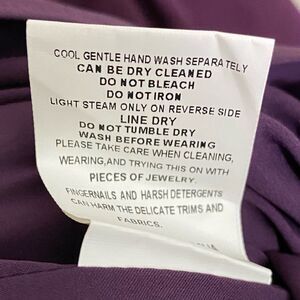 COOL GENTLE HAND WASH SEPARATELY
CAN BE DRY CLEANED
DO NOT BLEACH
DO NOT IRON
LIGHT STEAM ONLY ON REVERSE SIDE
LINE DRY
DO NOT TUMBLE DRY
WASH BEFORE WEARING
PLEASE TAKE CARE WHEN CLEANING,
WEARING,AND TRYING THIS ON WITH
PIECES OF JEWELRY.
FINGERNAILS AND HARSH DETERGENTS
CAN HARM THE DELICATE TRIMS AND
FABRICS.